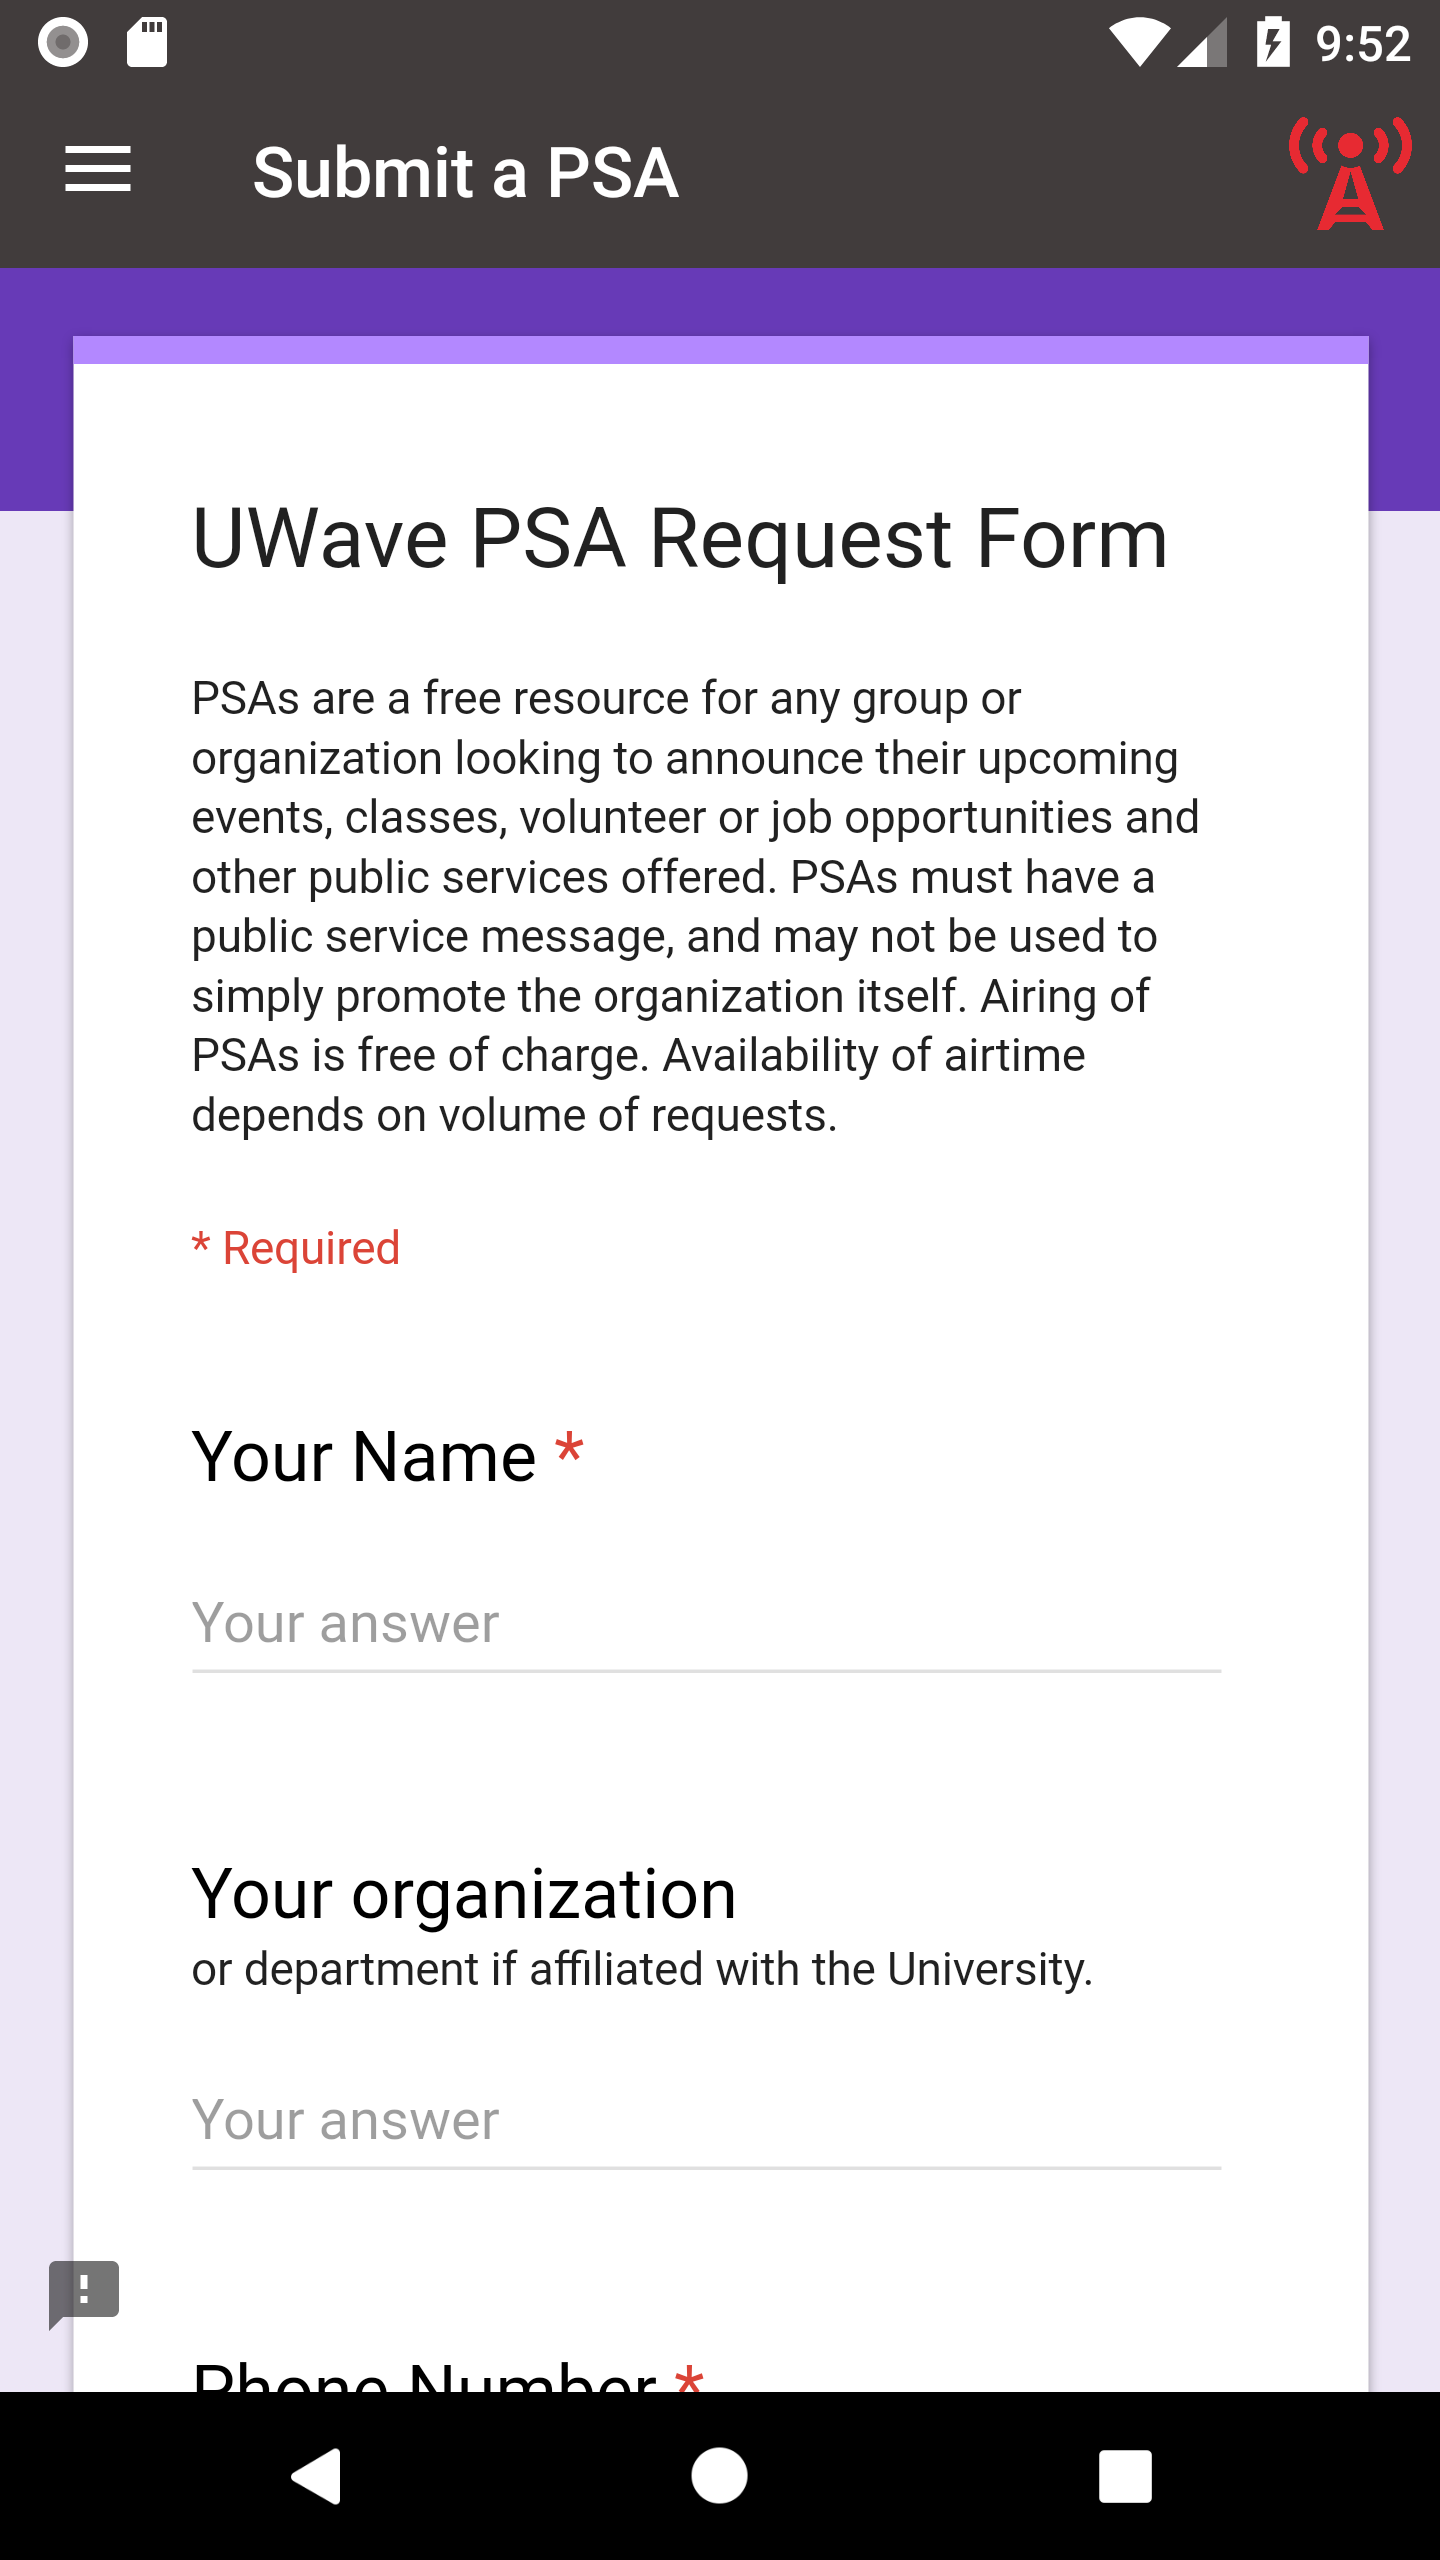 9:52
Submit a PSA
UWave PSA Request Form
PSAs are a free resource for any group or
organization looking to announce their upcoming
events, classes, volunteer or job opportunities and
other public services offered. PSAs must have a
public service message, and may not be used to
simply promote the organization itself. Airing of
PSAs is free of charge. Availability of airtime
depends on volume of requests.
* Required
Your Name *
Your answer
Your organization
or department if affiliated with the University.
Your answer
Phone Number *